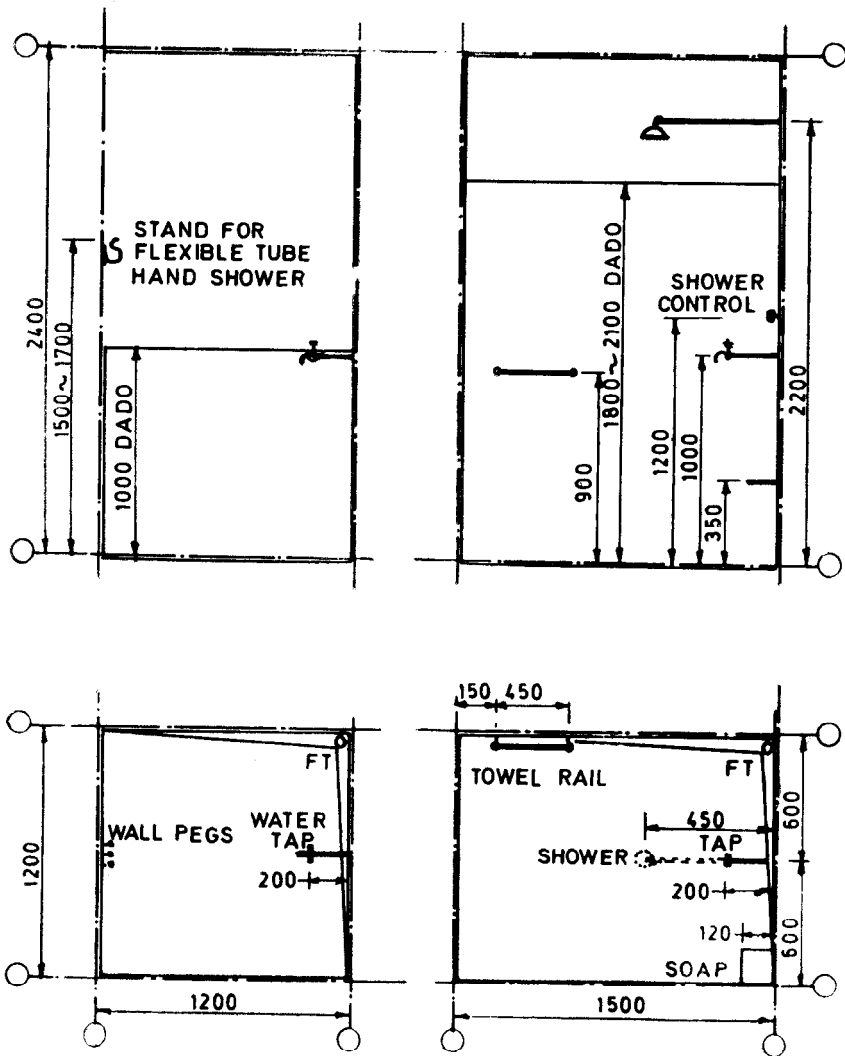 STAND FOR
FLEXIBLE TUBE
HAND SHOWER
2400
1500~1700
1000 DADO
SHOWER
CONTROL
1800~2100 DADO
2200
1200
1000
900
350
150 450
FT
TOWEL RAIL
FT
600
WALL PEGS
WATER
TAP
450
TAP
SHOWER
1200
200
200
120
600
SOAP
1200
1500